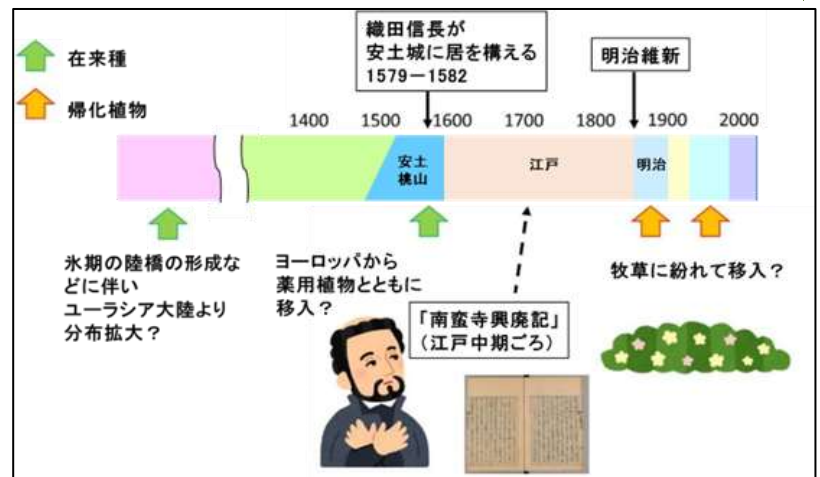 在来種
帰化植物
織田信長が
安土城に居を構える
1579－1582
明治維新
1400
1500
1600
1700
1800
1900
2000
安土
桃山
江戸
明治
氷期の陸橋の形成な
どに伴い
ユーラシア大陸より
分布拡大？
ヨーロッパから
薬用植物とともに
移入？
「南蛮寺興廃記」
（江戸中期ごろ）
牧草に紛れて移入？